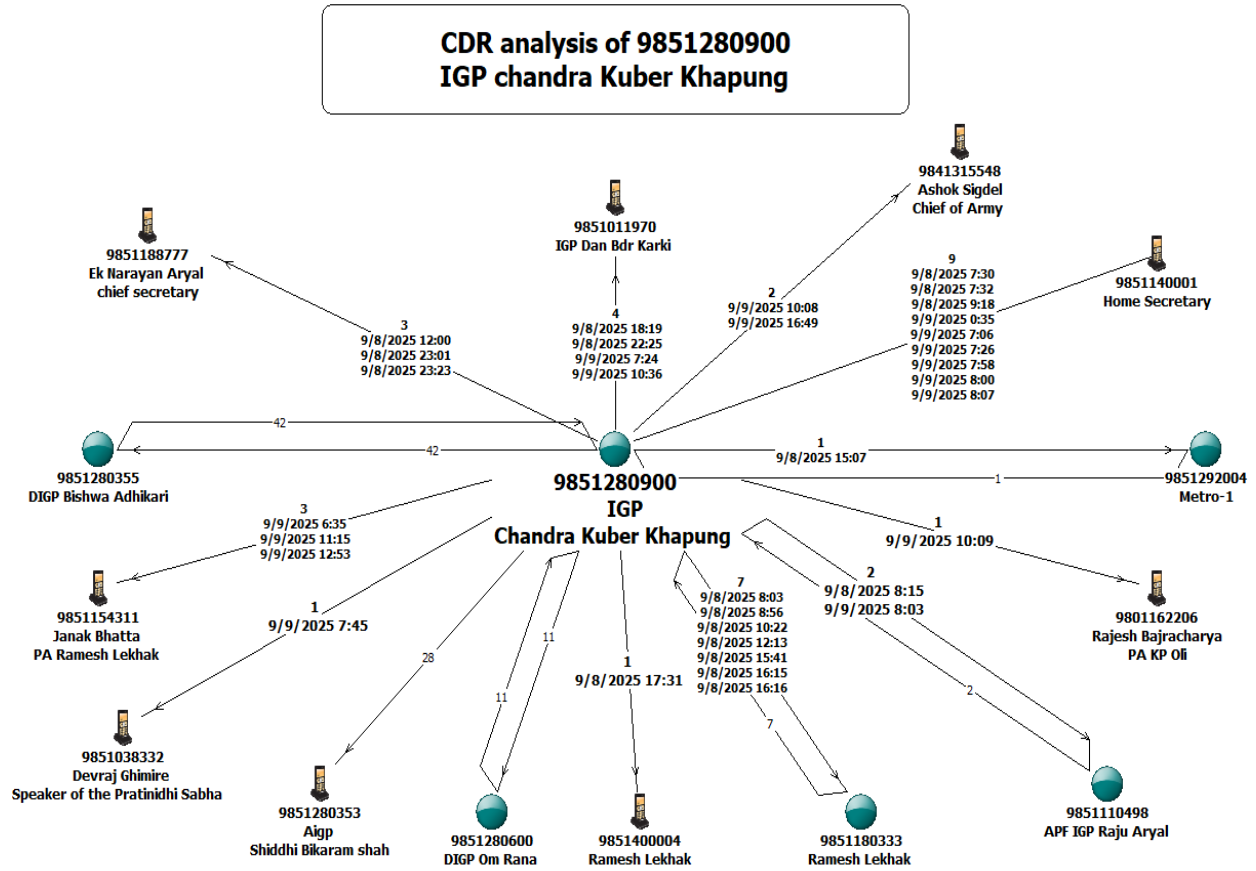 CDR analysis of 9851280900
IGP chandra Kuber Khapung
9841315548
Ashok Sigdel
Chief of Army
9851011970
IGP Dan Bdr Karki
9851188777
Ek Narayan Aryal
chief secretary
9851140001
Home Secretary
3
9/8/2025 12:00
9/8/2025 23:01
9/8/2025 23:23
4
9/8/2025 18:19
9/8/2025 22:25
9/9/2025 7:24
9/9/2025 10:36
2
9/9/2025 10:08
9/9/2025 16:49
9
9/8/2025 7:30
9/8/2025 7:32
9/8/2025 9:18
9/9/2025 0:35
9/9/2025 7:06
9/9/2025 7:26
9/9/2025 7:58
9/9/2025 8:00
9/9/2025 8:07
42
42
1
9/8/2025 15:07
1
9851280355
DIGP Bishwa Adhikari
9851280900
IGP
Chandra Kuber Khapung
9851292004
Metro-1
3
9/9/2025 6:35
9/9/2025 11:15
9/9/2025 12:53
1
9/9/2025 10:09
9851154311
Janak Bhatta
PA Ramesh Lekhak
1
9/9/2025 7:45
28
11
11
1
9/8/2025 17:31
7
9/8/2025 8:03
9/8/2025 8:56
9/8/2025 10:22
9/8/2025 12:13
9/8/2025 15:41
9/8/2025 16:15
9/8/2025 16:16
7
2
9/8/2025 8:15
9/9/2025 8:03
2
9801162206
Rajesh Bajracharya
PA KP Oli
9851038332
Devraj Ghimire
Speaker of the Pratinidhi Sabha
9851280353
Aigp
Shiddhi Bikaram shah
9851280600
DIGP Om Rana
9851400004
Ramesh Lekhak
9851180333
Ramesh Lekhak
9851110498
APF IGP Raju Aryal